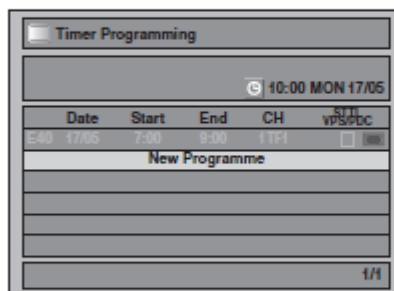 Timer Programming
10:00 MON 17/05
Date Start End CH VPS/PDC
E40 17/05 7:00 9:00 1 TF1
New Programme
1/1